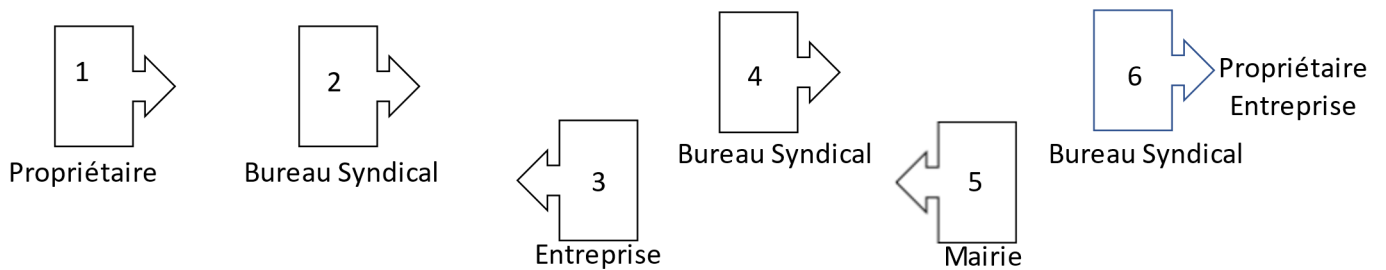 1
Propriétaire
2
Bureau Syndical
3
Entreprise
4
Bureau Syndical
5
Mairie
6
Bureau Syndical
Propriétaire
Entreprise